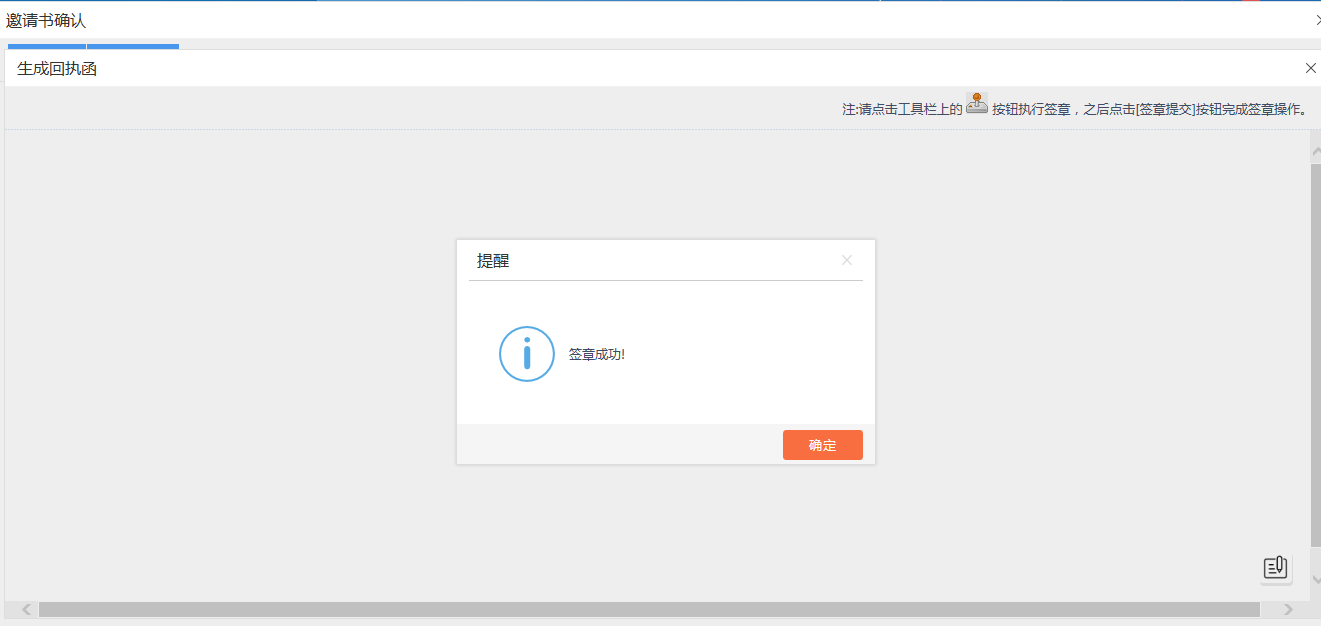 邀请书确认
生成回执函
注:请点击工具栏上的 按钮执行签章，之后点击[签章提交]按钮完成签章操作。
提醒
签章成功!
确定